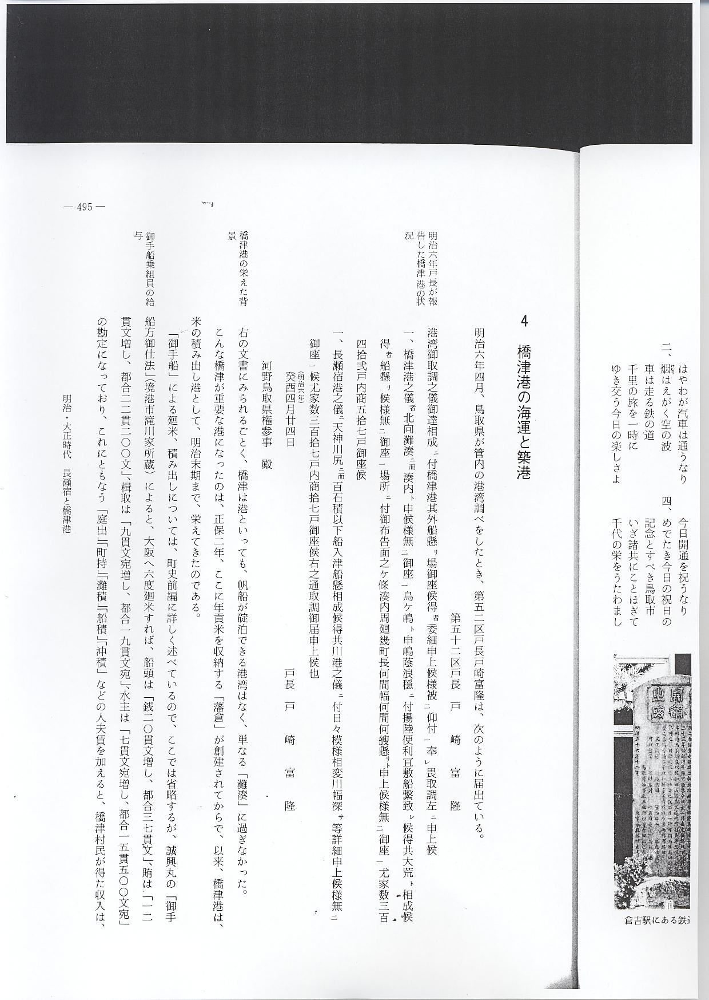 はやわが汽車は通うなり
二、烟はえがく空の波
車は走る鉄の道
千里の旅を一時に
ゆき交う今日の楽しさよ
今日開通を祝うなり
四、めでたき今日の祝日の
記念とすべき鳥取市
いざ諸共にことほぎて
千代の栄をうたわまし
倉吉駅にある鉄道
4 橋津港の海運と築港
明治六年戸長が報
告した橋津港の状
況
明治六年四月、鳥取県が管内の港湾調べをしたとき、第五二区戸長戸崎富隆は、次のように届出ている。
第五十二区戸長 戸 崎 富 隆
港湾御取調之儀御達相成ニ付橋津港其外船懸リ場御座候得者委細申上候様被ニ仰付一奉レ畏取調左ニ申上候
一、橋津港之儀者北向灘湊ニ而湊内ト申候様無ニ御座一鳥ケ嶋ト申嶋蔭浪穏ニ付揚陸便利宜敷船繋致レ候得共大荒ト相成候
得者船懸リ候様無ニ御座一場所ニ付御布告面之ケ條湊内周廻幾町長何間幅何間何艘懸リト申上候様無ニ御座一尤家数三百
四拾弐戸内商五拾七戸御座候
一、長瀬宿港之儀ニ天神川尻ニ而百石積以下船入津船懸相成候得共川港之儀ニ付日々模様相変川幅深サ等詳細申上候様無ニ
御座一候尤家数三百拾七戸内商拾七戸御座候右之通取調御届申上候也
(明治六年)
癸酉四月廿四日
戸長 戸 崎 富 隆
河野鳥取県権参事 殿
橋津港の栄えた背
景
右の文書にみられるごとく、橋津は港といっても、帆船が碇泊できる港湾はなく、単なる「灘湊」に過ぎなかった。
こんな橋津が重要な港になったのは、正保二年、ここに年貢米を収納する「藩倉」が創建されてからで、以来、橋津港は、
米の積み出し港として、明治末期まで、栄えてきたのである。
御手船乗組員の給
与
「御手船」による廻米、積み出しについては、町史前編に詳しく述べているので、ここでは省略するが、誠興丸の「御手
船方御仕法」(境港市滝川家所蔵)によると、大阪へ六度廻米すれば、船頭は「銭二〇貫文増し、都合三七貫文」、賄は「一二
貫文増し、都合二二貫二〇〇文」、楫取は「九貫文宛増し、都合一九貫文宛」、水主は「七貫文宛増し、都合一五貫五〇〇文宛」
の勘定になっており、これにともなう「庭出」「町持」「灘積」「船積」「沖積」などの人夫賃を加えると、橋津村民が得た収入は、
明治・大正時代 長瀬宿と橋津港
— 495 —